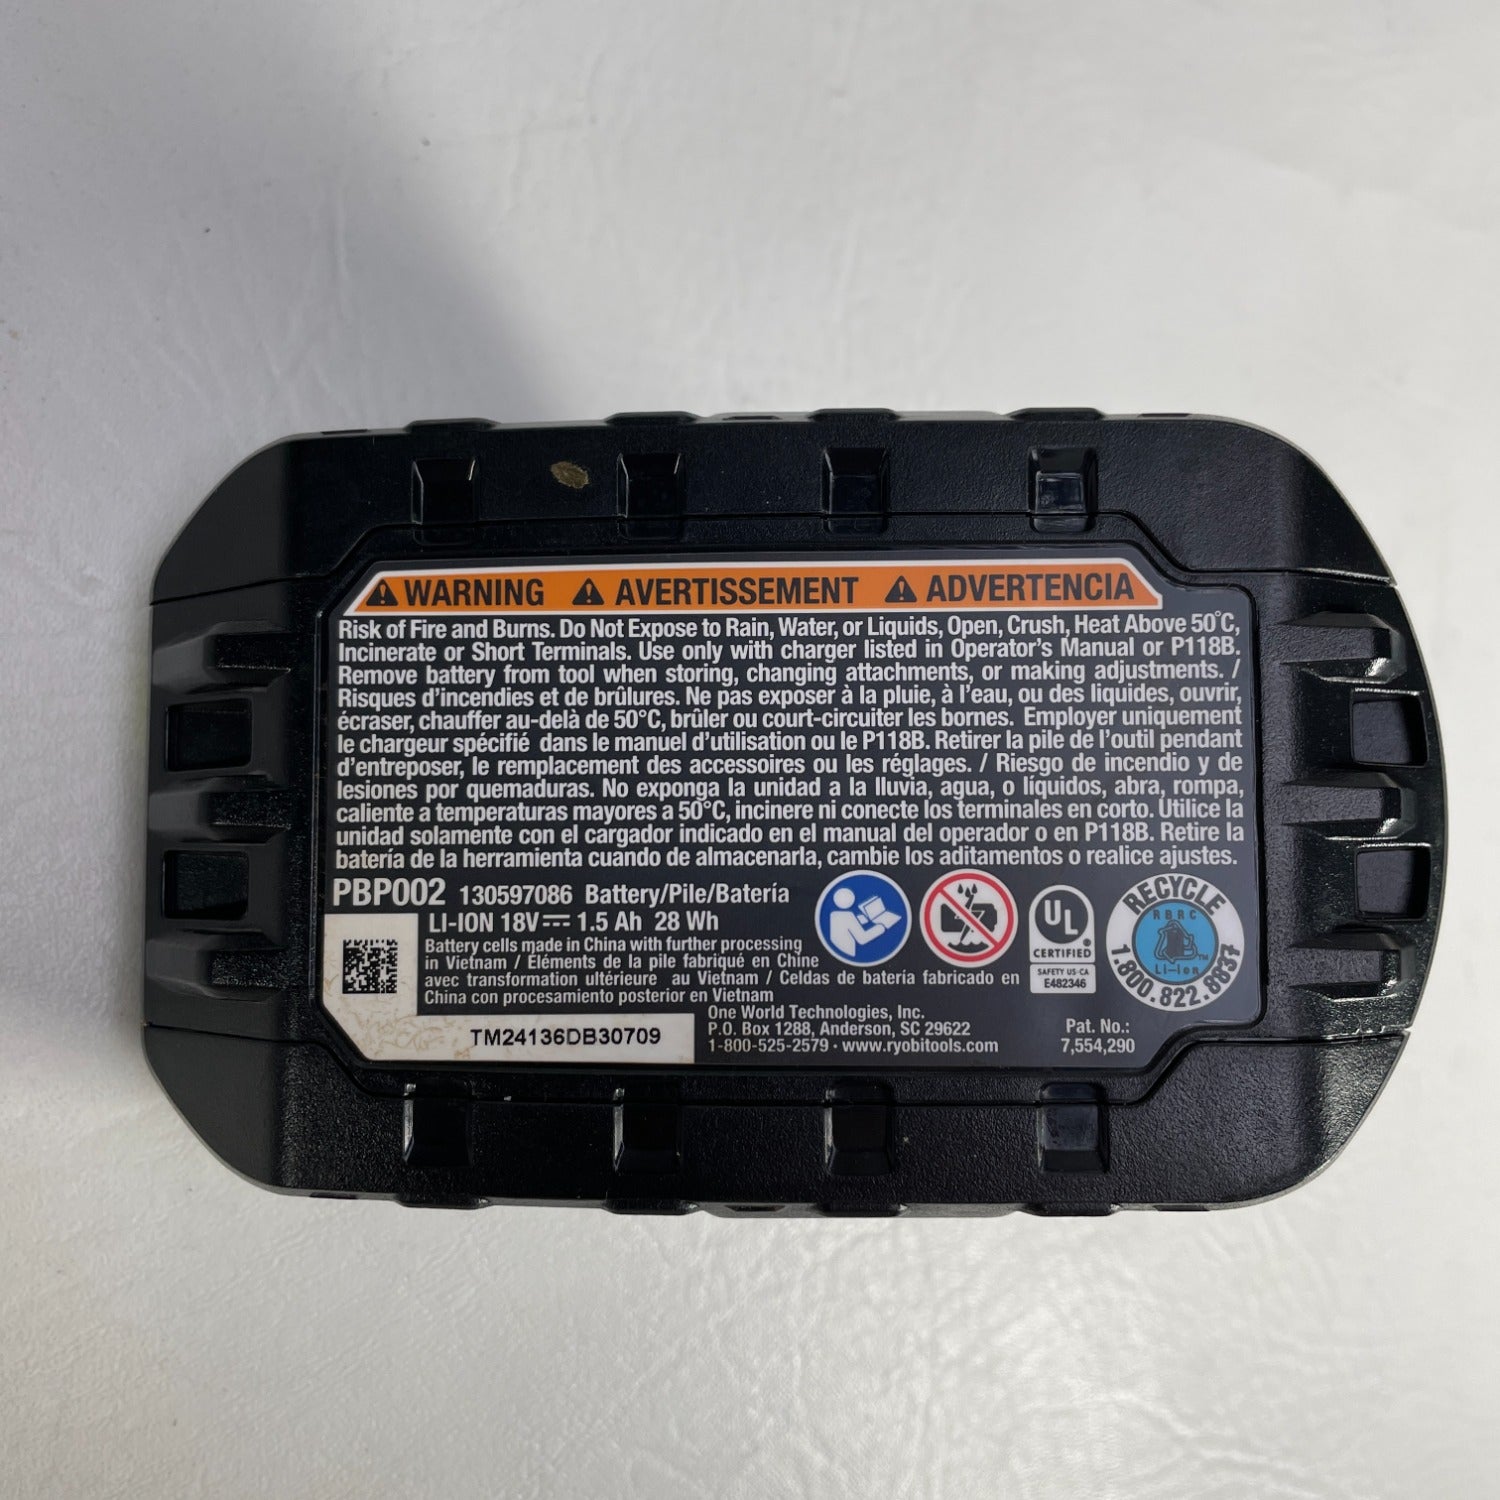 WARNING AVERTISSEMENT ADVERTENCIA
Risk of Fire and Burns. Do Not Expose to Rain, Water, or Liquids, Open, Crush, Heat Above 50°C,
Incinerate or Short Terminals. Use only with charger listed in Operator's Manual or P118B.
Remove battery from tool when storing, changing attachments, or making adjustments. /
Risques d'incendies et de brûlures. Ne pas exposer à la pluie, à l'eau, ou des liquides, ouvrir,
écraser, chauffer au-delà de 50°C, brûler ou court-circuiter les bornes. Employer uniquement
le chargeur spécifié dans le manuel d'utilisation ou le P118B. Retirer la pile de l'outil pendant
d'entreposer, le remplacement des accessoires ou les réglages. / Riesgo de incendio y de
lesiones por quemaduras. No exponga la unidad a la lluvia, agua, o líquidos, abra, rompa,
caliente a temperaturas mayores a 50°C, incinere ni conecte los terminales en corto. Utilice la
unidad solamente con el cargador indicado en el manual del operador o en P118B. Retire la
batería de la herramienta cuando de almacenarla, cambie los aditamentos o realice ajustes.
PBP002 130597086 Battery/Pile/Batería
LI-ION 18V 1.5 Ah 28 Wh
Battery cells made in China with further processing
in Vietnam / Éléments de la pile fabriqué en Chine
avec transformation ultérieure au Vietnam / Celdas de batería fabricado en
China con procesamiento posterior en Vietnam
UL
CERTIFIED
SAFETY US-CA
E482346
RECYCLE
RBRC
Li-Ion
TM
1.800.822.8837
TM24136DB30709
One World Technologies, Inc.
P.O. Box 1288, Anderson, SC 29622
1-800-525-2579 · www.ryobitools.com
Pat. No.:
7,554,290